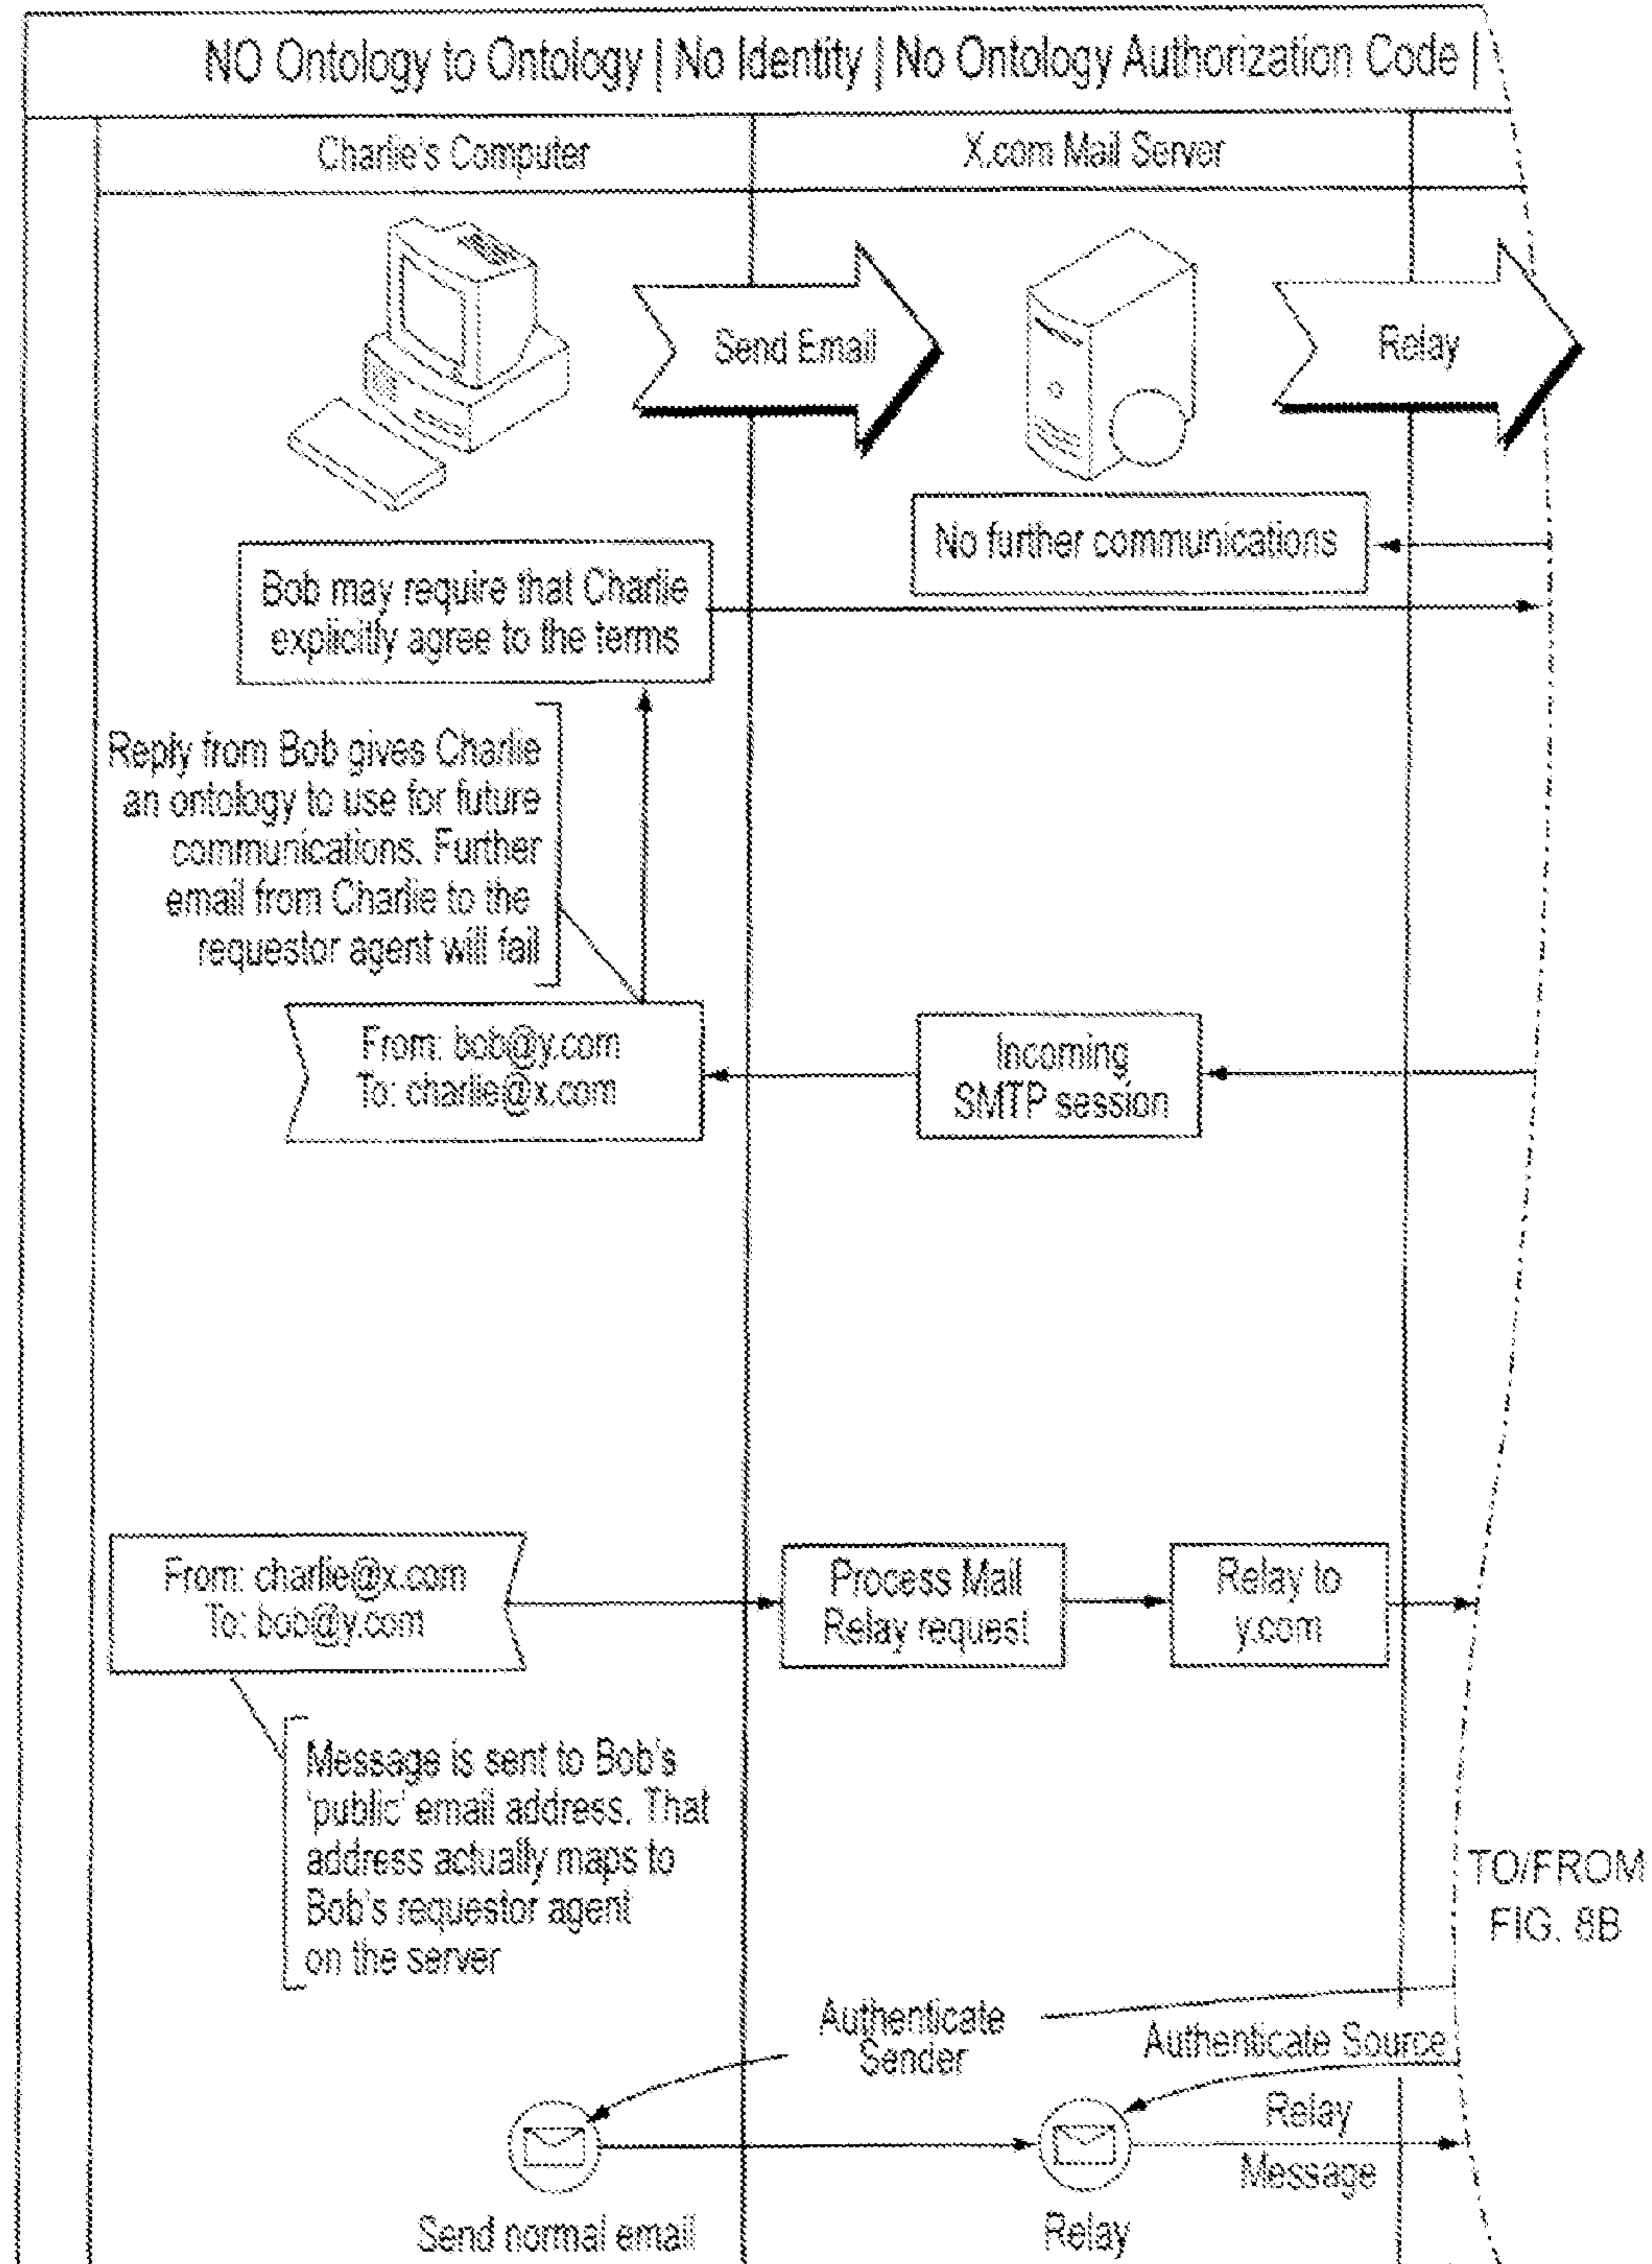 NO Ontology to Ontology | No Identity | No Ontology Authorization Code |
Charlie's Computer
X.com Mail Server
Send Email
Relay
No further communications
Bob may require that Charlie
explicitly agree to the terms
Reply from Bob gives Charlie
an ontology to use for future
communications. Further
email from Charlie to the
requestor agent will fail
From: bob@y.com
To: charlie@x.com
Incoming
SMTP session
From: charlie@x.com
To: bob@y.com
Process Mail
Relay request
Relay to
y.com
Message is sent to Bob's
'public' email address. That
address actually maps to
Bob's requestor agent
on the server
TO/FROM
FIG. 8B
Authenticate
Sender
Authenticate Source
Relay
Message
Send normal email
Relay